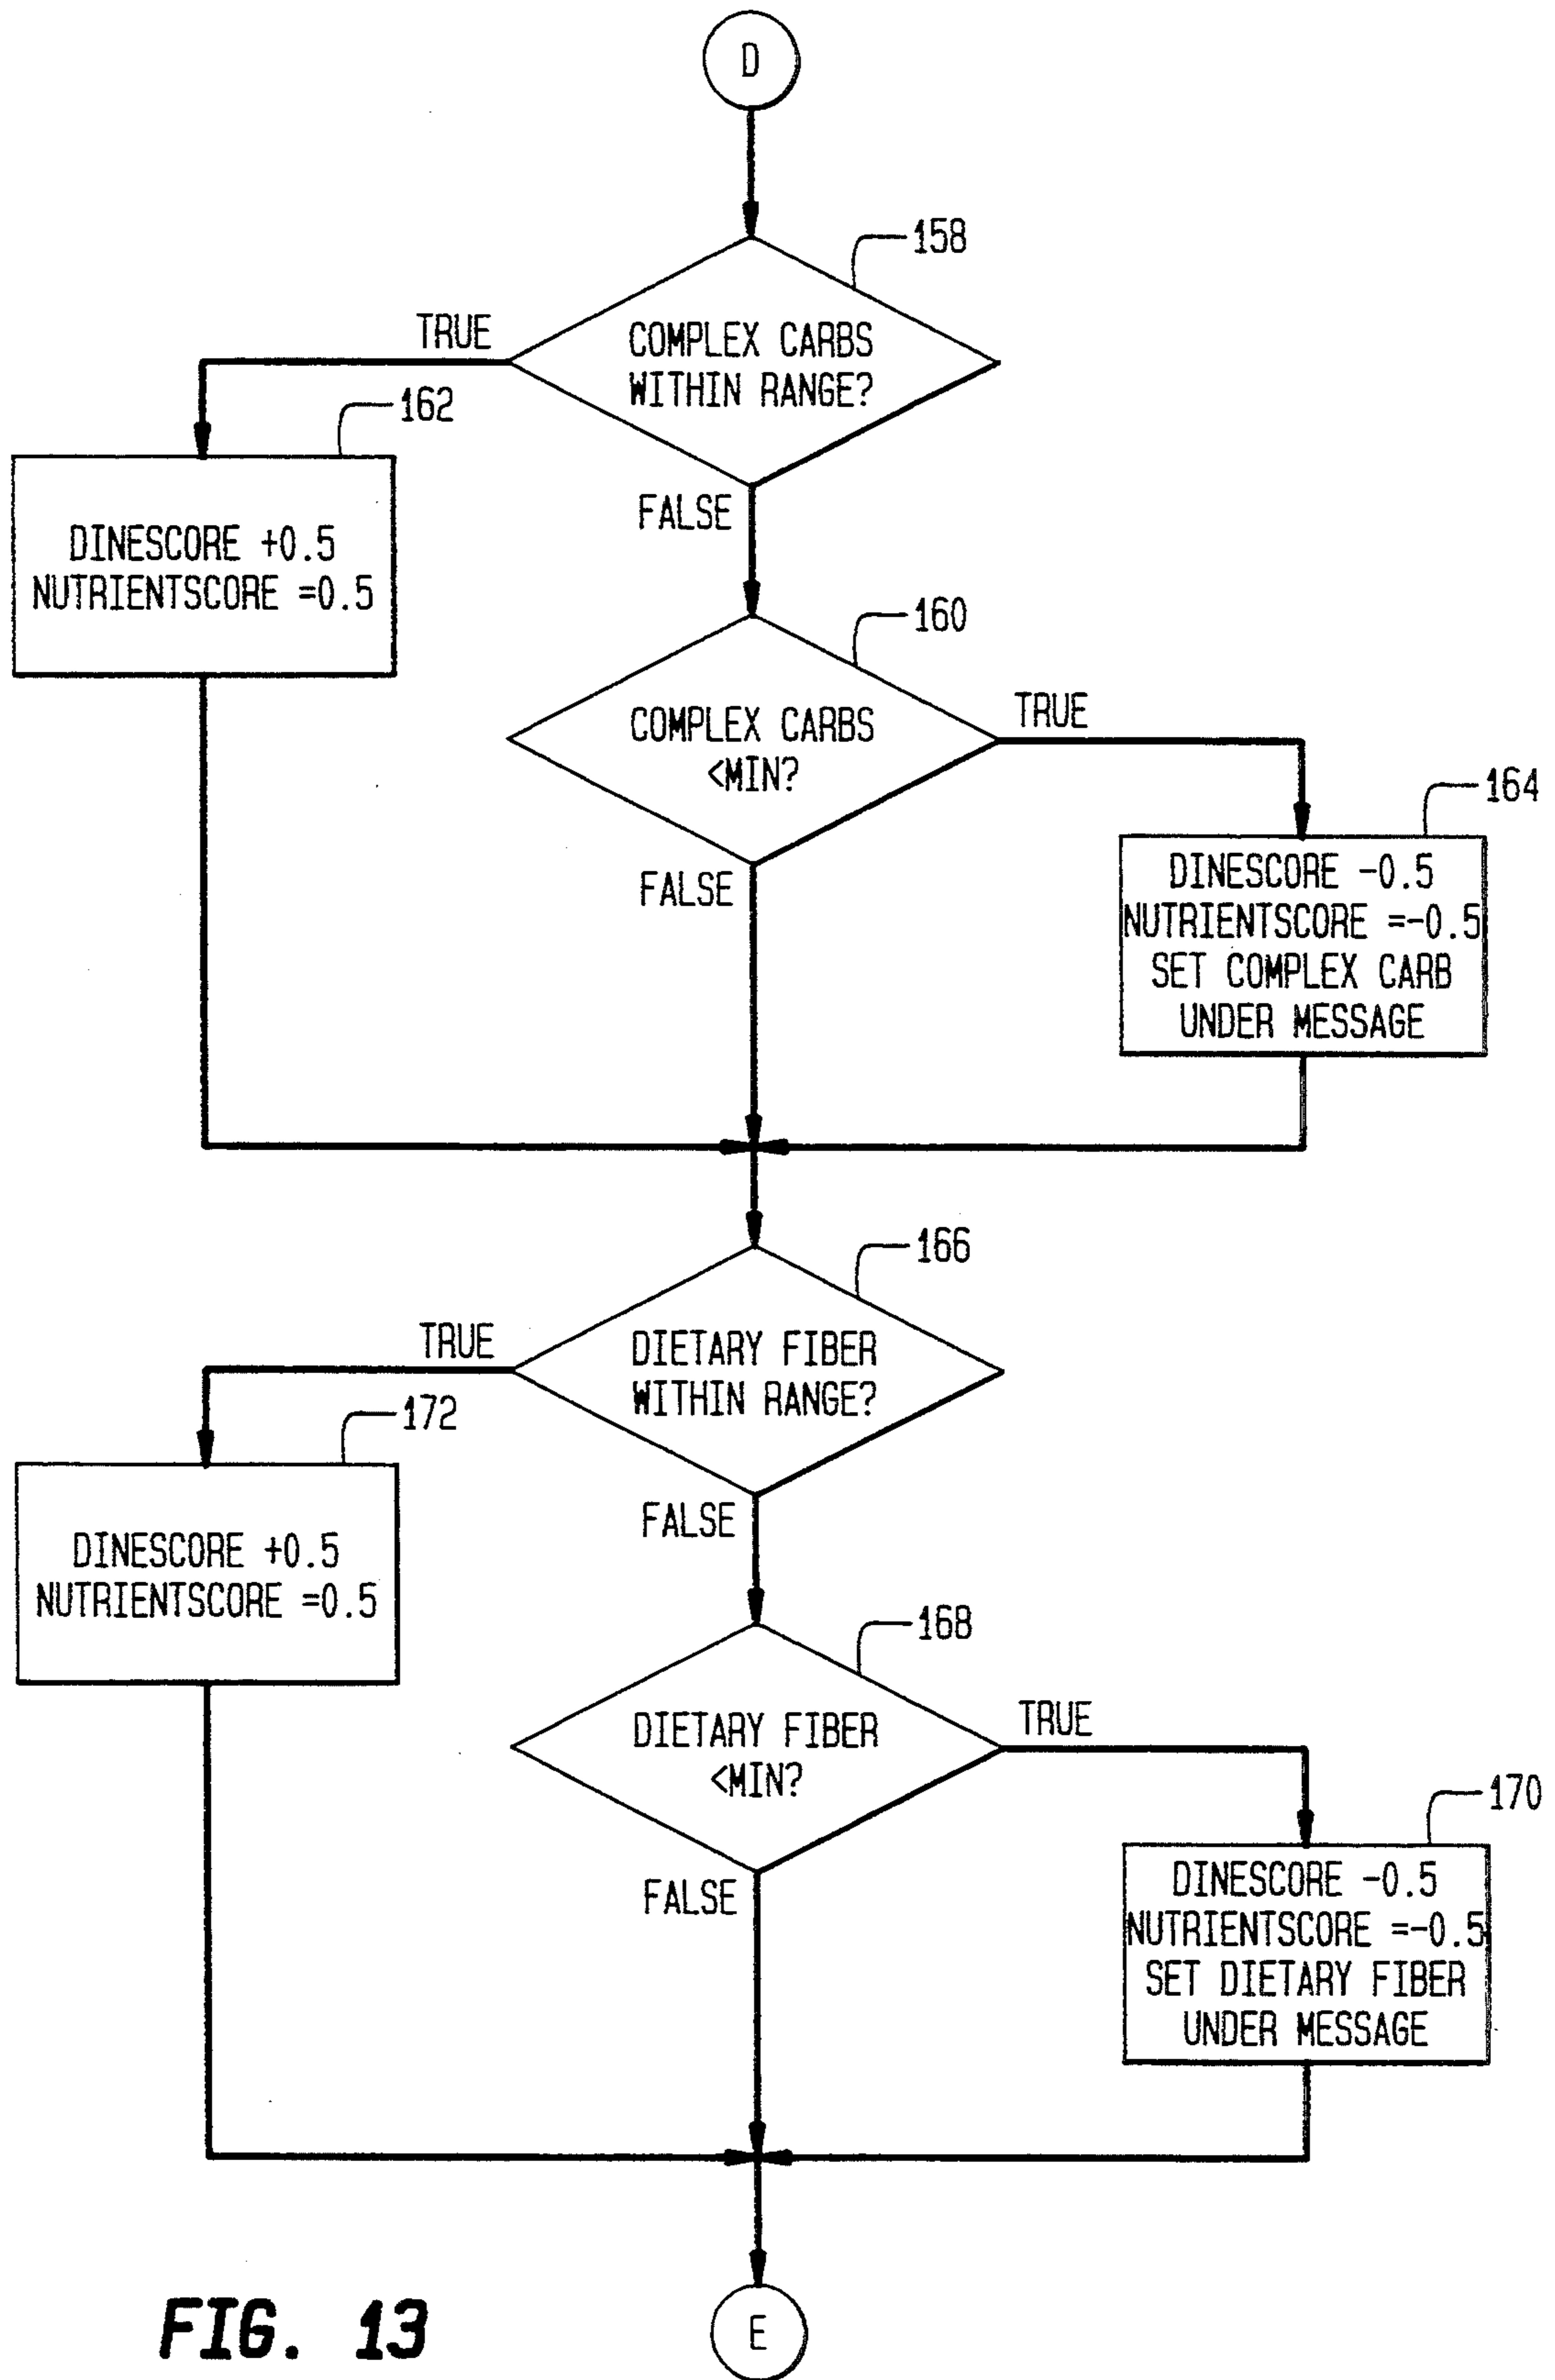 D
158
TRUE
COMPLEX CARBS
WITHIN RANGE?
162
DINESCORE +0.5
NUTRIENTSCORE =0.5
FALSE
160
COMPLEX CARBS
<MIN?
TRUE
164
DINESCORE -0.5
NUTRIENTSCORE =-0.5
SET COMPLEX CARB
UNDER MESSAGE
FALSE
166
TRUE
DIETARY FIBER
WITHIN RANGE?
172
DINESCORE +0.5
NUTRIENTSCORE =0.5
FALSE
168
DIETARY FIBER
<MIN?
TRUE
170
DINESCORE -0.5
NUTRIENTSCORE =-0.5
SET DIETARY FIBER
UNDER MESSAGE
FALSE
E
FIG. 13